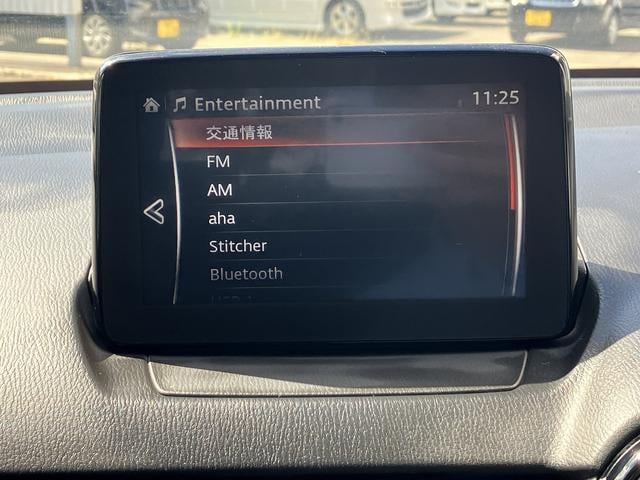 Entertainment 11:25
交通情報
FM
AM
aha
Stitcher
Bluetooth